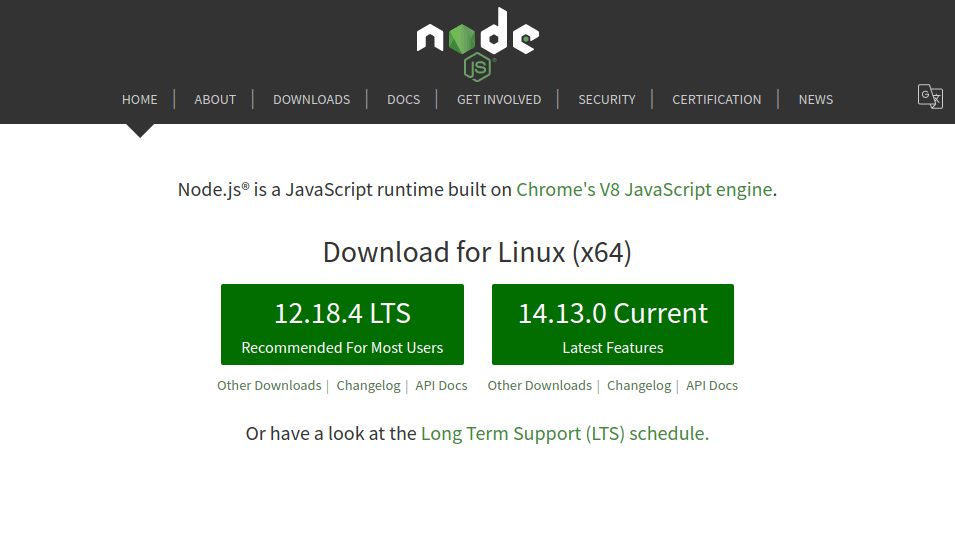 node
JS
HOME | ABOUT | DOWNLOADS | DOCS | GET INVOLVED | SECURITY | CERTIFICATION | NEWS
Node.js® is a JavaScript runtime built on Chrome's V8 JavaScript engine.
Download for Linux (x64)
12.18.4 LTS
Recommended For Most Users
Other Downloads | Changelog | API Docs
14.13.0 Current
Latest Features
Other Downloads | Changelog | API Docs
Or have a look at the Long Term Support (LTS) schedule.